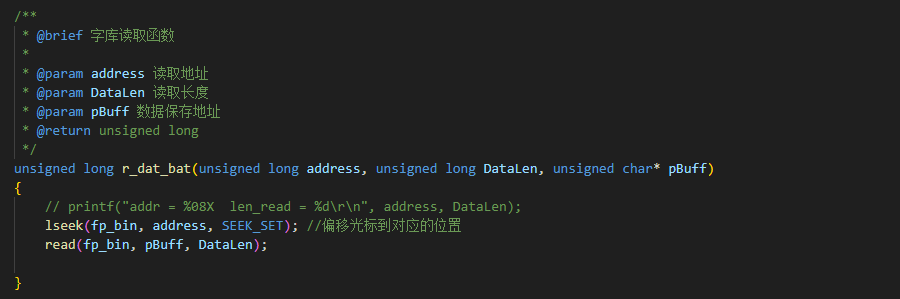 /**
 * @brief 字库读取函数
 *
 * @param address 读取地址
 * @param DataLen 读取长度
 * @param pBuff 数据保存地址
 * @return unsigned long
 */
unsigned long r_dat_bat(unsigned long address, unsigned long DataLen, unsigned char* pBuff)
{
    // printf("addr = %08X  len_read = %d\r\n", address, DataLen);
    lseek(fp_bin, address, SEEK_SET); //偏移光标到对应的位置
    read(fp_bin, pBuff, DataLen);

}